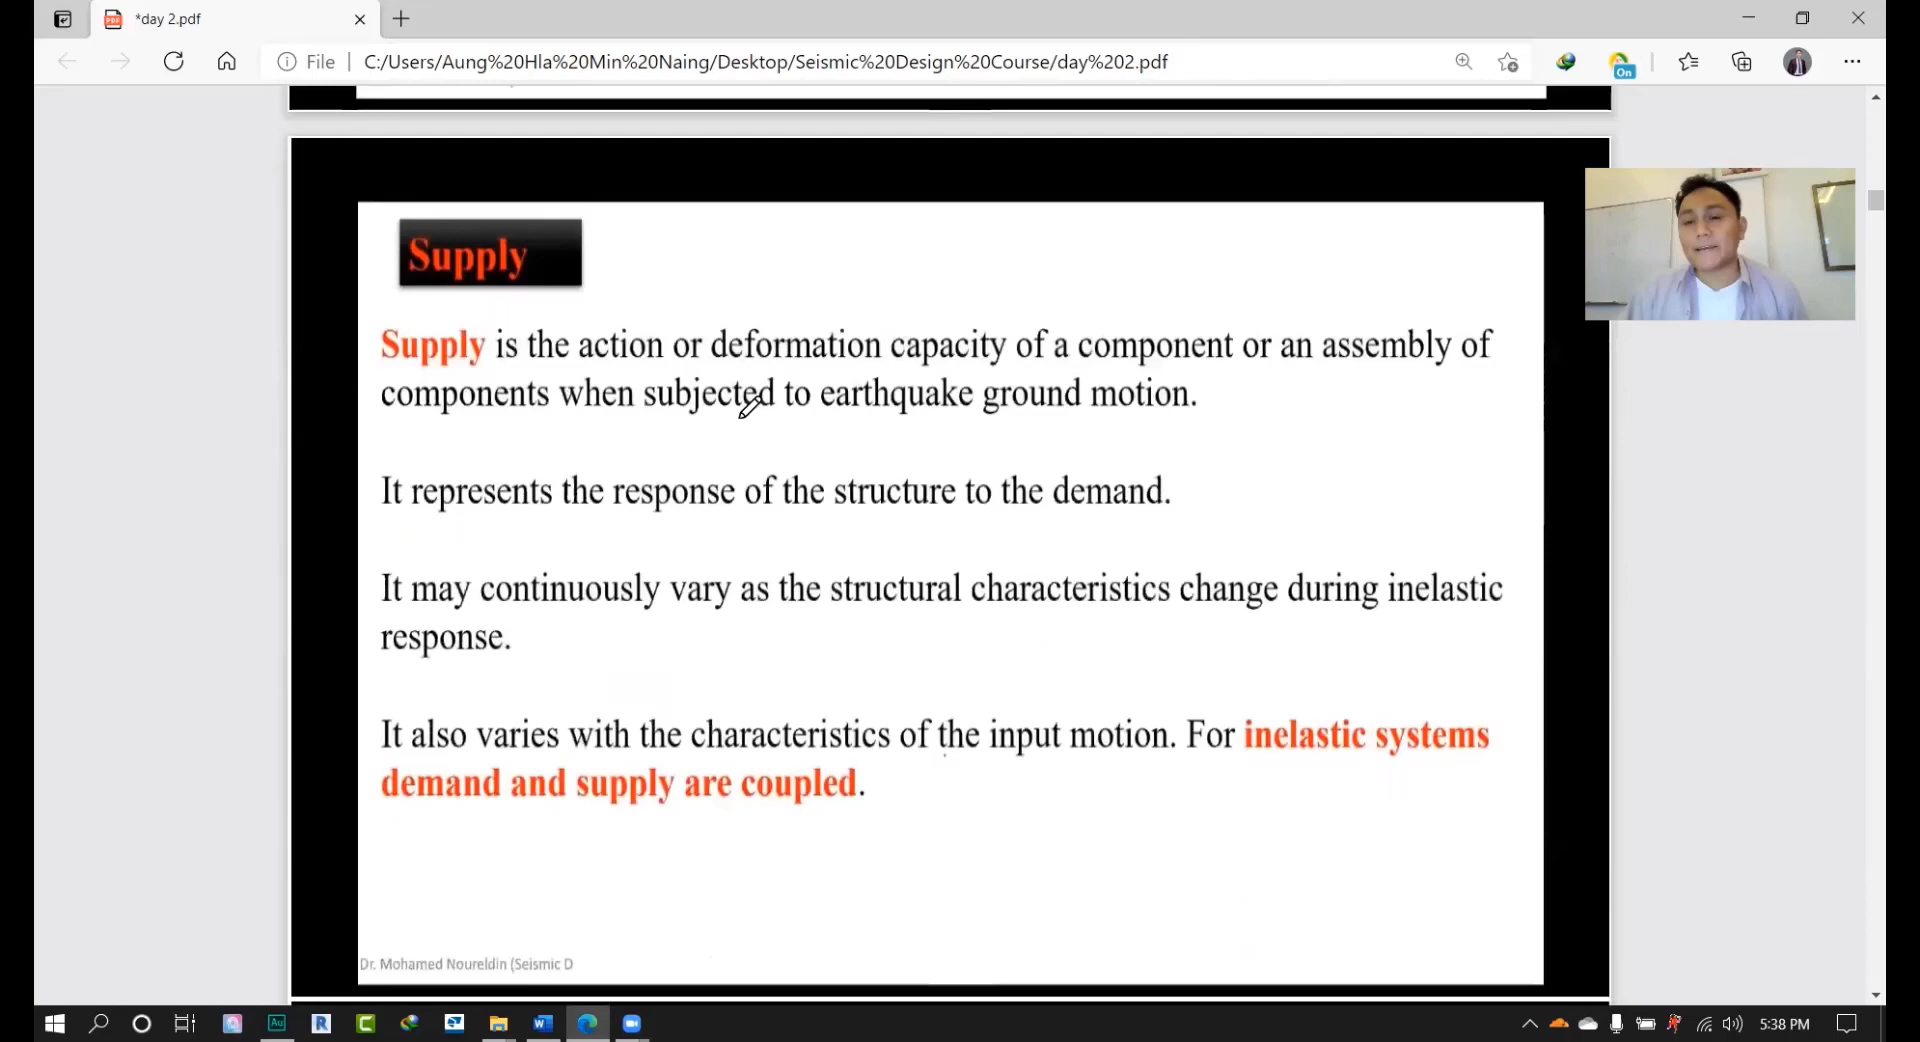 *day 2.pdf
File | C:/Users/Aung%20Hla%20Min%20Naing/Desktop/Seismic%20Design%20Course/day%202.pdf
On
Supply
Supply is the action or deformation capacity of a component or an assembly of
components when subjected to earthquake ground motion.
It represents the response of the structure to the demand.
It may continuously vary as the structural characteristics change during inelastic
response.
It also varies with the characteristics of the input motion. For inelastic systems
demand and supply are coupled.
Dr. Mohamed Noureldin (Seismic D
5:38 PM